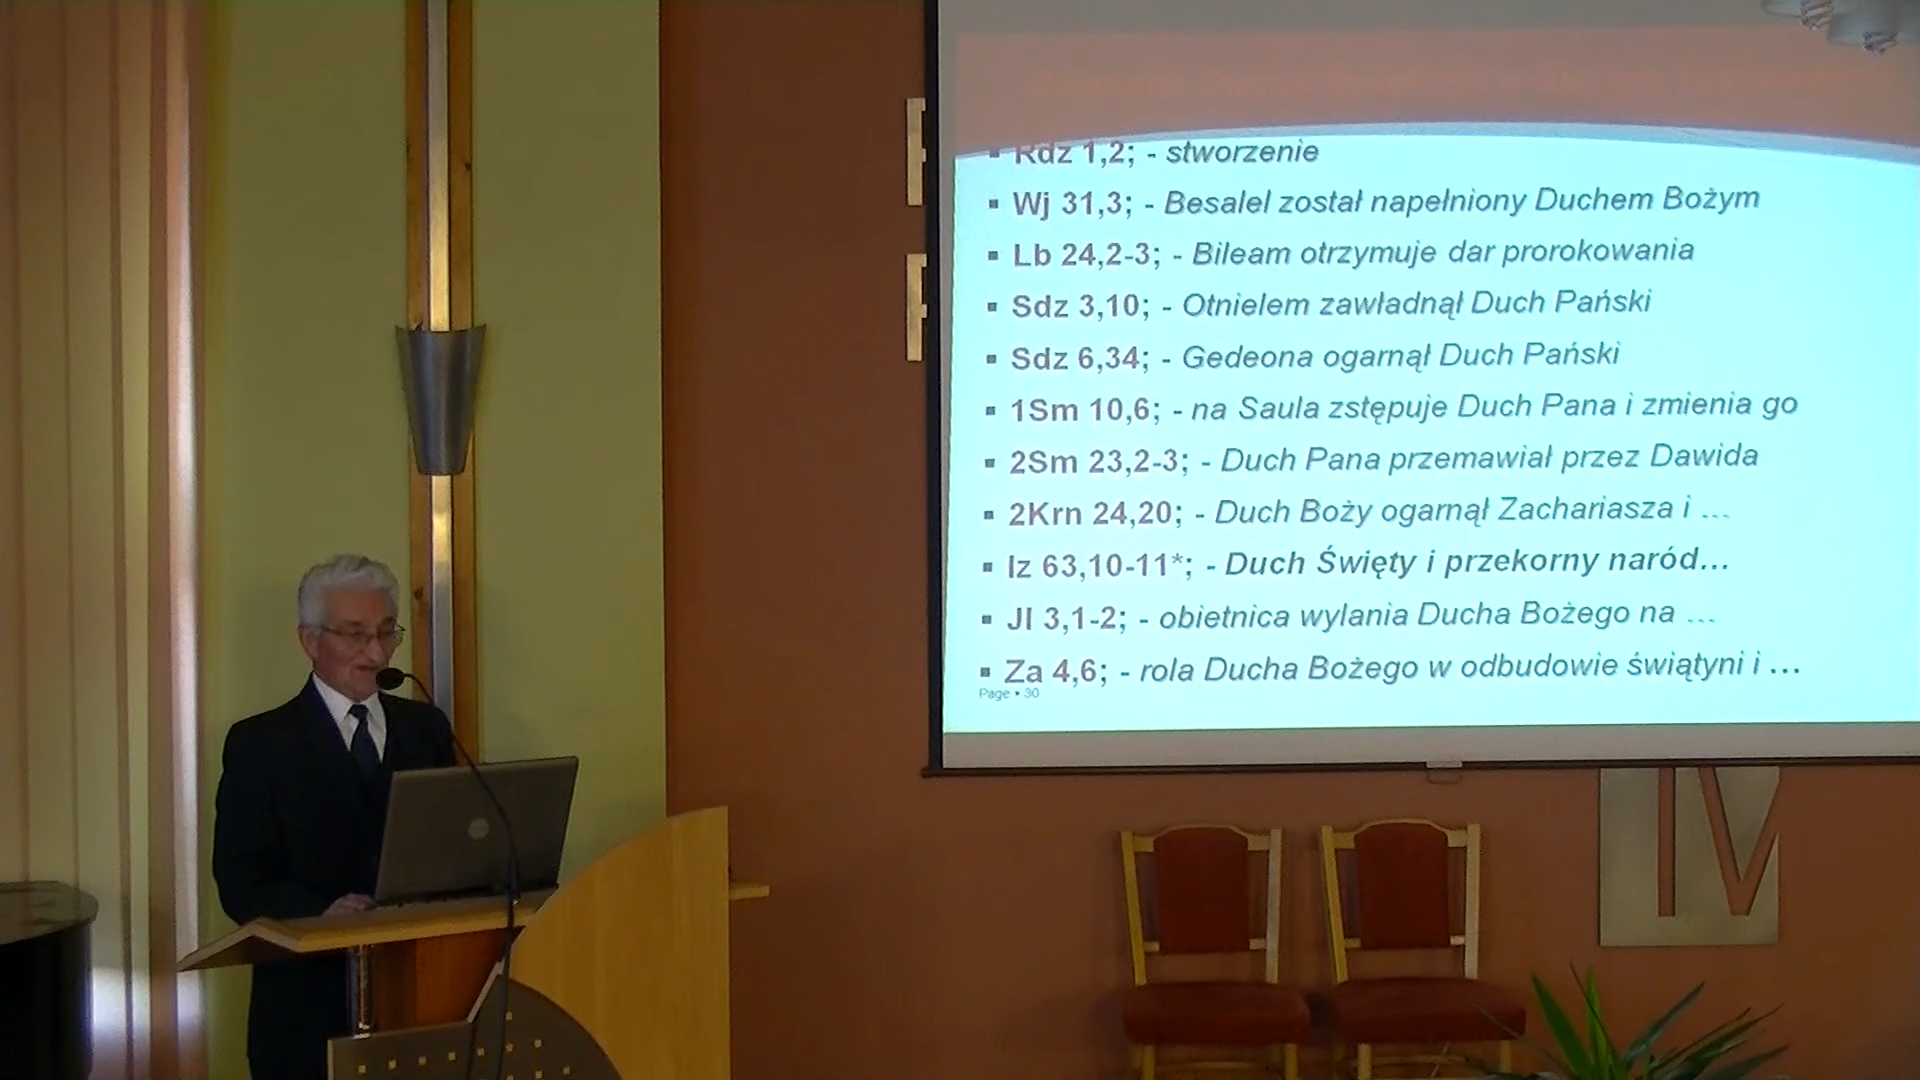 ▪ Rdz 1,2; - stworzenie
▪ Wj 31,3; - Besalel został napełniony Duchem Bożym
▪ Lb 24,2-3; - Bileam otrzymuje dar prorokowania
▪ Sdz 3,10; - Otnielem zawładnął Duch Pański
▪ Sdz 6,34; - Gedeona ogarnął Duch Pański
▪ 1Sm 10,6; - na Saula zstępuje Duch Pana i zmienia go
▪ 2Sm 23,2-3; - Duch Pana przemawiał przez Dawida
▪ 2Krn 24,20; - Duch Boży ogarnął Zachariasza i ...
▪ Iz 63,10-11*; - Duch Święty i przekorny naród...
▪ Jl 3,1-2; - obietnica wylania Ducha Bożego na ...
▪ Za 4,6; - rola Ducha Bożego w odbudowie świątyni i ...
Page ▪ 30
IV